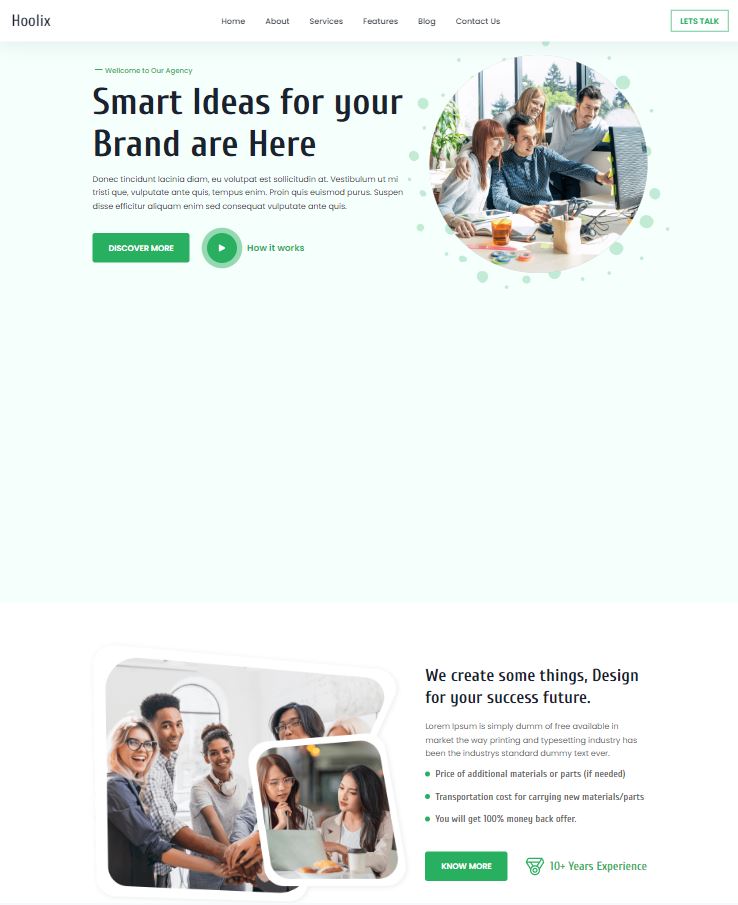 Hoolix
Home About Services Features Blog Contact Us
LETS TALK
Wellcome to Our Agency
Smart Ideas for your
Brand are Here
Donec tincidunt lacinia diam, eu volutpat est sollicitudin at. Vestibulum ut mi
tristi que, vulputate ante quis, tempus enim. Proin quis euismod purus. Suspen
disse efficitur aliquam enim sed consequat vulputate ante quis.
DISCOVER MORE
How it works
We create some things, Design
for your success future.
Lorem Ipsum is simply dumm of free available in
market the way printing and typesetting industry has
been the industrys standard dummy text ever.
Price of additional materials or parts (if needed)
Transportation cost for carrying new materials/parts
You will get 100% money back offer.
KNOW MORE
10+ Years Experience